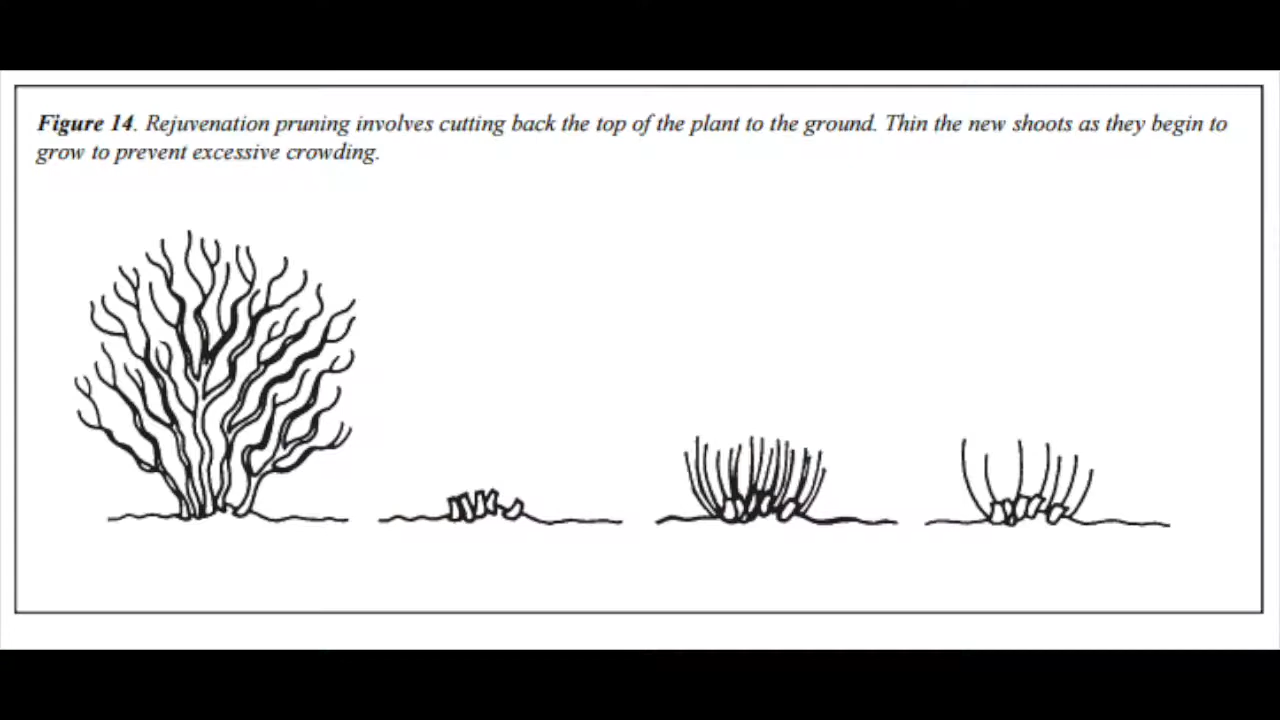 Figure 14. Rejuvenation pruning involves cutting back the top of the plant to the ground. Thin the new shoots as they begin to
grow to prevent excessive crowding.